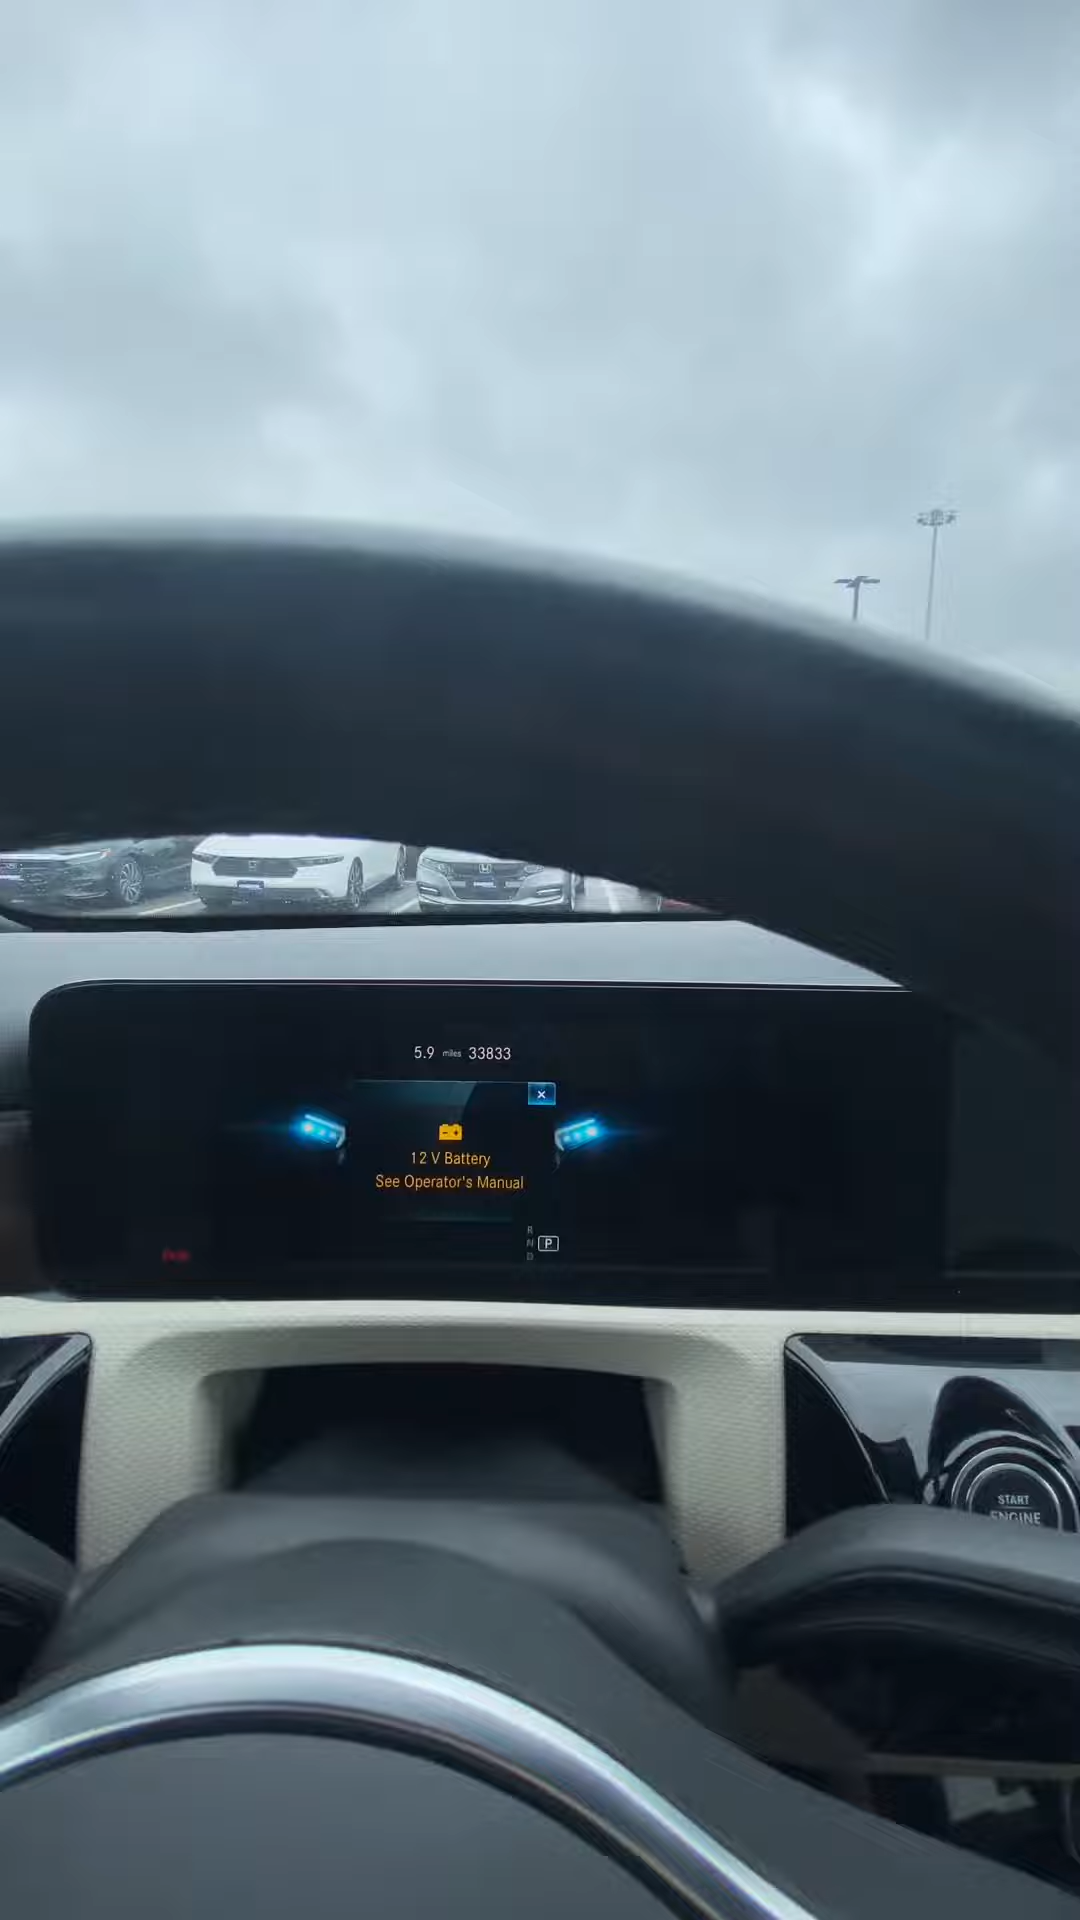 5.9 miles 33833
12 V Battery
See Operator's Manual
R
N P
D
START
ENGINE